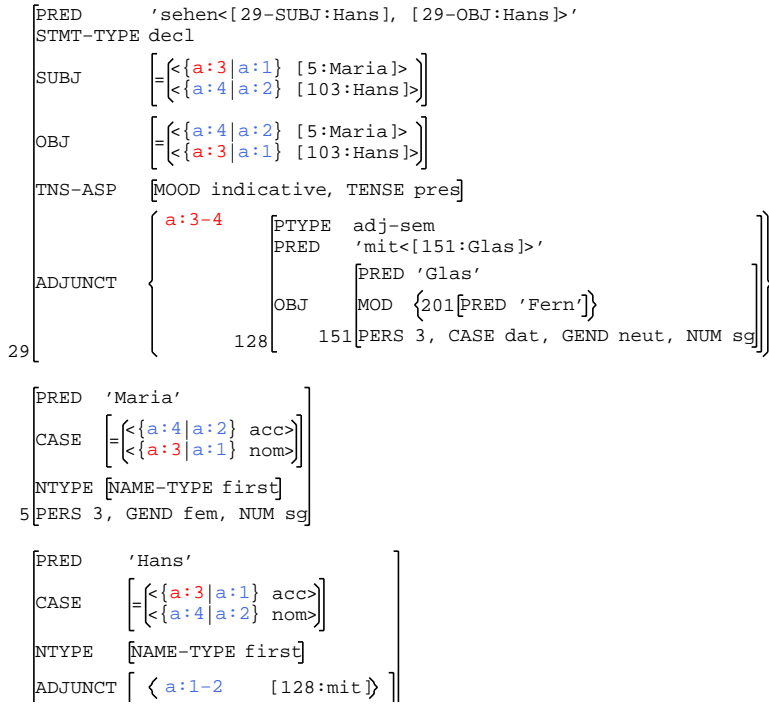 PRED 'sehen<[29-SUBJ:Hans], [29-OBJ:Hans]>'
STMT-TYPE decl
<{a:3|a:1} [5:Maria]>
SUBJ =
<{a:4|a:2} [103:Hans]>
<{a:4|a:2} [5:Maria]>
OBJ =
<{a:3|a:1} [103:Hans]>
TNS-ASP [MOOD indicative, TENSE pres]
a:3-4
PTYPE adj-sem
PRED 'mit<[151:Glas]>'
PRED 'Glas'
ADJUNCT
OBJ MOD {201[PRED 'Fern']}
128 151 PERS 3, CASE dat, GEND neut, NUM sg
29
PRED 'Maria'
<{a:4|a:2} acc>
CASE =
<{a:3|a:1} nom>
NTYPE [NAME-TYPE first]
5 PERS 3, GEND fem, NUM sg
PRED 'Hans'
<{a:3|a:1} acc>
CASE =
<{a:4|a:2} nom>
NTYPE [NAME-TYPE first]
ADJUNCT { a:1-2 [128:mit]}